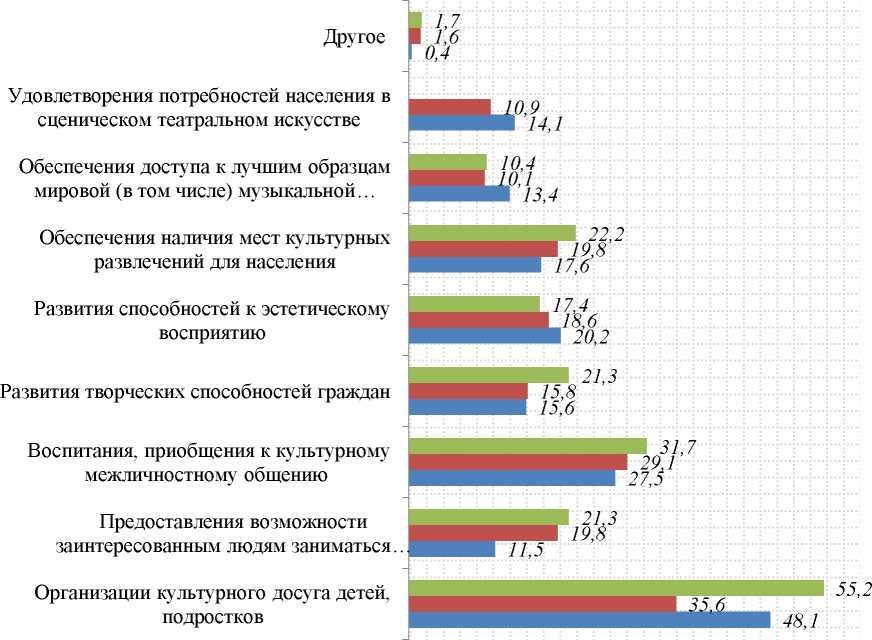 Другое
1,7
1,6
0,4
Удовлетворения потребностей населения в
сценическом театральном искусстве
10,9
14,1
Обеспечения доступа к лучшим образцам
мировой (в том числе) музыкальной…
10,4
10,1
13,4
Обеспечения наличия мест культурных
развлечений для населения
22,2
19,8
17,6
Развития способностей к эстетическому
восприятию
17,4
18,6
20,2
Развития творческих способностей граждан
21,3
15,8
15,6
Воспитания, приобщения к культурному
межличностному общению
31,7
29,1
27,5
Предоставления возможности
заинтересованным людям заниматься…
21,3
19,8
11,5
Организации культурного досуга детей,
подростков
55,2
35,6
48,1